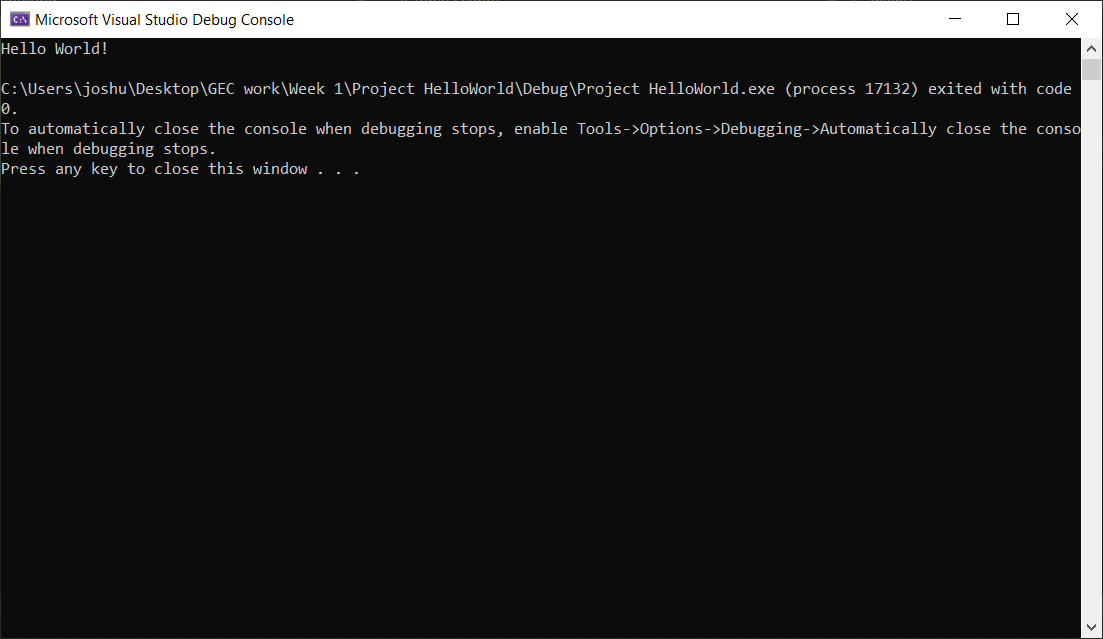 Microsoft Visual Studio Debug Console
Hello World!
C:\Users\joshu\Desktop\GEC work\Week 1\Project HelloWorld\Debug\Project HelloWorld.exe (process 17132) exited with code
0.
To automatically close the console when debugging stops, enable Tools->Options->Debugging->Automatically close the conso
le when debugging stops.
Press any key to close this window . . .